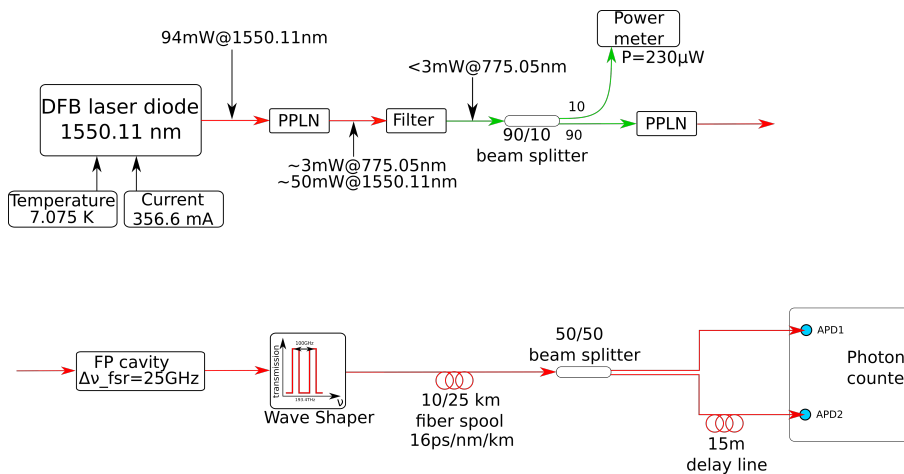 94mW@1550.11nm
DFB laser diode
1550.11 nm
Temperature
7.075 K
Current
356.6 mA
PPLN
~3mW@775.05nm
~50mW@1550.11nm
Filter
<3mW@775.05nm
90/10
beam splitter
10
90
Power
meter
P=230μW
PPLN
FP cavity
Δν_fsr=25GHz
transmission
100GHz
193.4THz
ν
Wave Shaper
10/25 km
fiber spool
16ps/nm/km
50/50
beam splitter
APD1
APD2
15m
delay line
Photon
counte